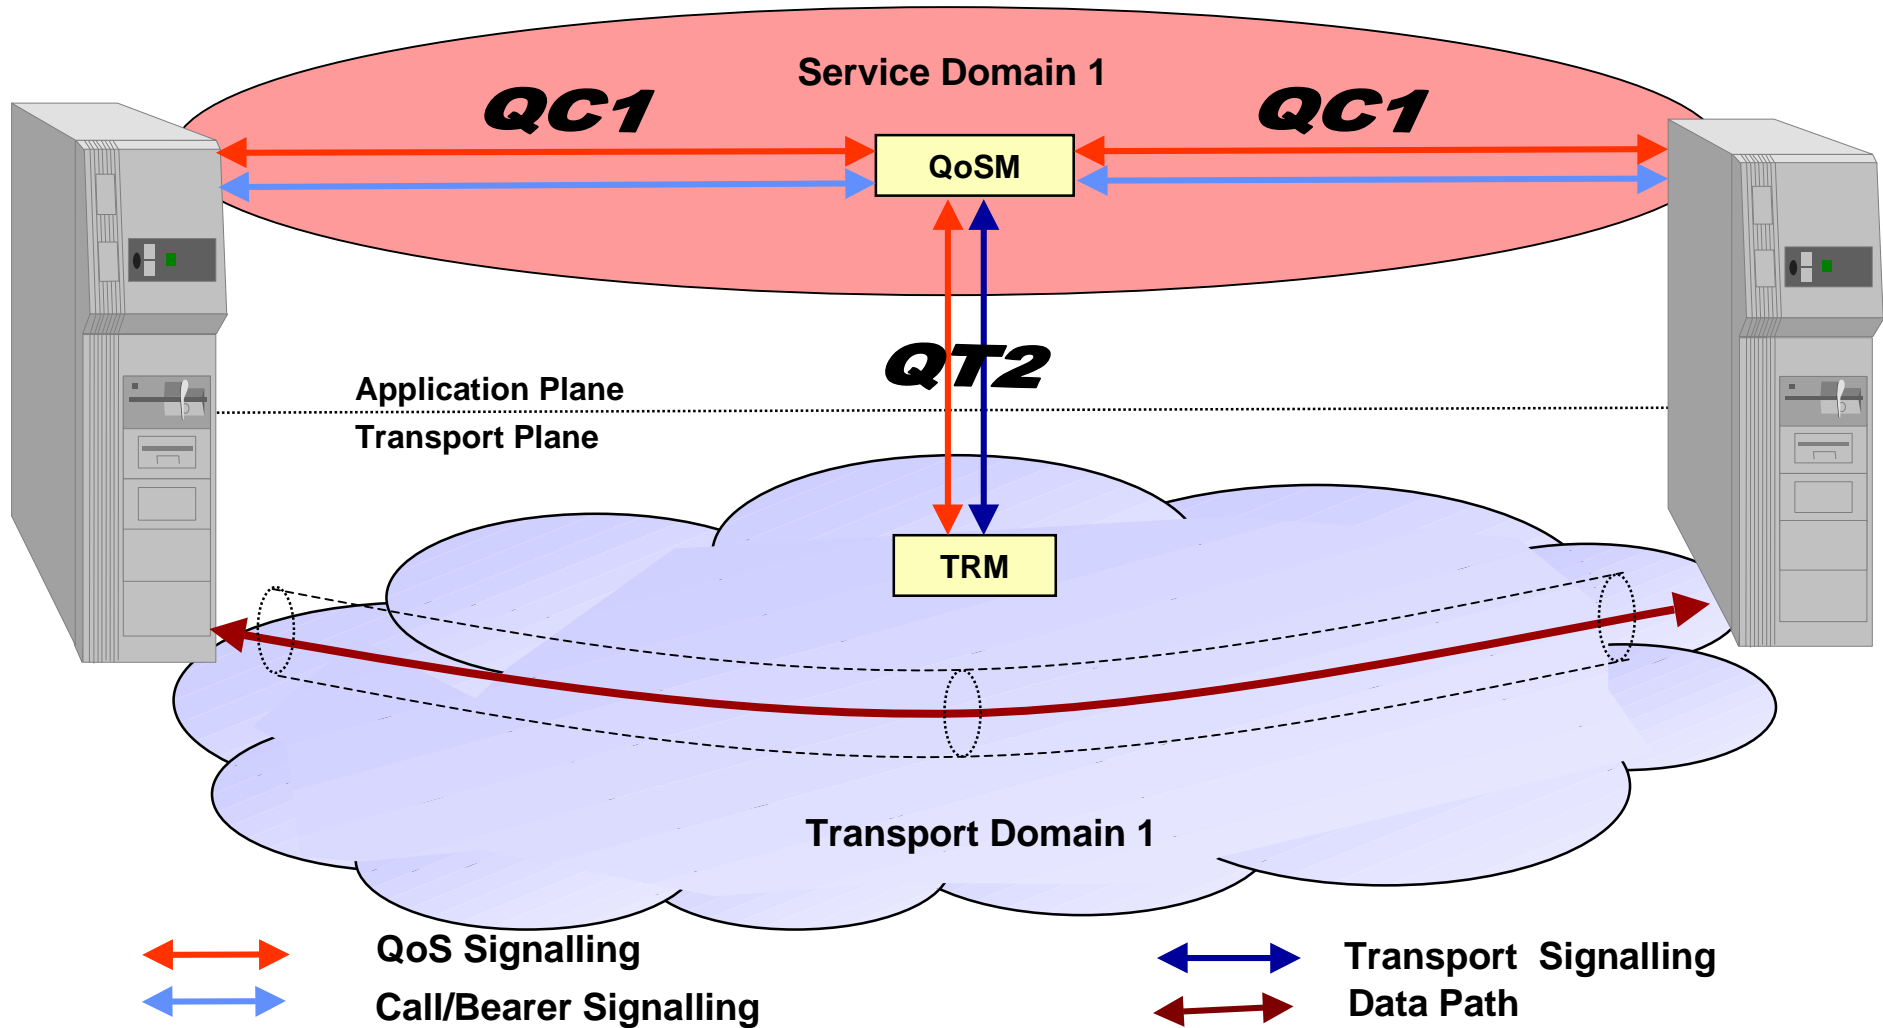 Service Domain 1
QC1
QC1
QoSM
QT2
Application Plane
Transport Plane
TRM
Transport Domain 1
QoS Signalling
Call/Bearer Signalling
Transport Signalling
Data Path